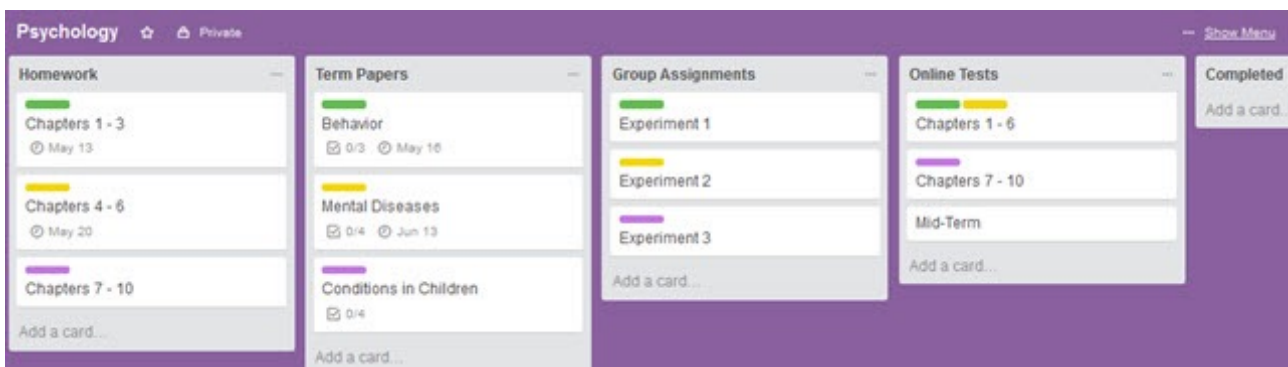 Psychology Private Show Menu
Homework
Chapters 1 - 3
May 13
Chapters 4 - 6
May 20
Chapters 7 - 10
Add a card...
Term Papers
Behavior
0/3 May 16
Mental Diseases
0/4 Jun 13
Conditions in Children
0/4
Add a card...
Group Assignments
Experiment 1
Experiment 2
Experiment 3
Add a card...
Online Tests
Chapters 1 - 6
Chapters 7 - 10
Mid-Term
Add a card...
Completed
Add a card...